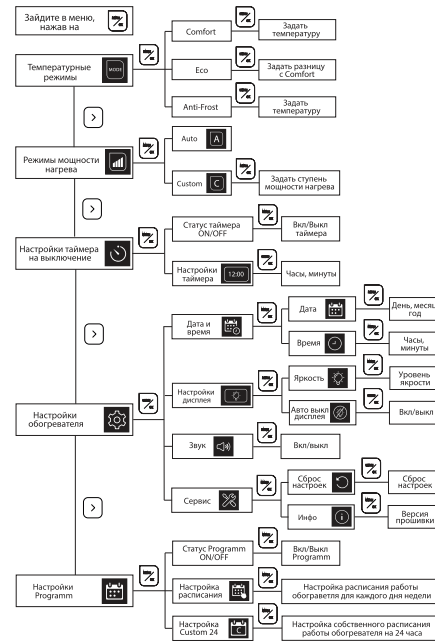 Зайдите в меню,
нажав на
Температурные
режимы
MODE
Comfort
Задать
температуру
Eco
Задать разницу
с Comfort
Anti-Frost
Задать
температуру
Режимы мощности
нагрева
Auto
A
Custom
C
Задать ступень
мощности нагрева
Настройки таймера
на выключение
Статус таймера
ON/OFF
Вкл/Выкл
таймера
Настройки
таймера
12:00
Часы, минуты
Настройки
обогревателя
Дата и
время
Дата
День, месяц
год
Время
Часы,
минуты
Настройки
дисплея
Яркость
Уровень
якрости
Авто выкл
дисплея
Вкл/выкл
Звук
Вкл/выкл
Сервис
Сброс
настроек
Сброс
настроек
Инфо
Версия
прошивки
Настройки
Programm
Статус Programm
ON/OFF
Вкл/Выкл
Programm
Настройка
расписания
Настройка расписания работы
обограветля для каждого дня недели
Настройка
Custom 24
C
Настройка собственного расписания
работы обогревателя на 24 часа